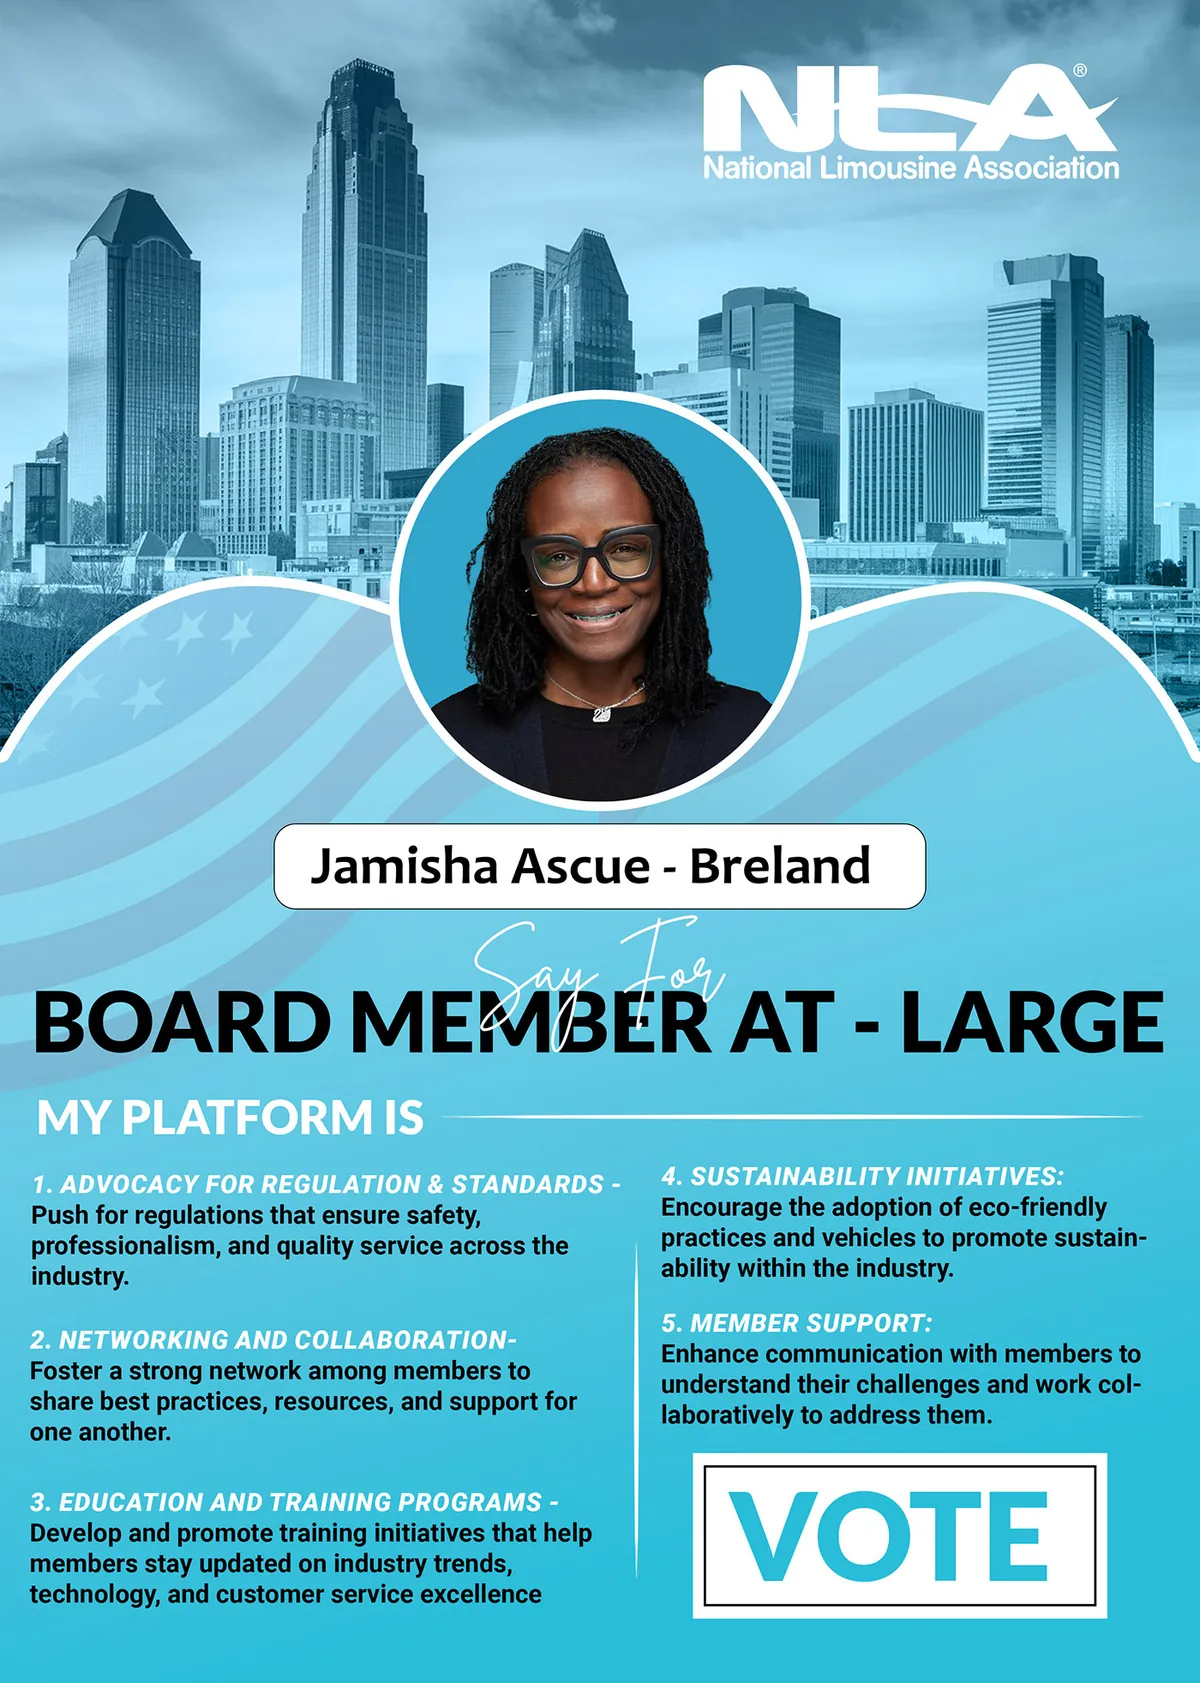 NLA®
National Limousine Association
Jamisha Ascue - Breland
Say For
BOARD MEMBER AT - LARGE
MY PLATFORM IS
1. ADVOCACY FOR REGULATION & STANDARDS -
Push for regulations that ensure safety,
professionalism, and quality service across the
industry.
2. NETWORKING AND COLLABORATION-
Foster a strong network among members to
share best practices, resources, and support for
one another.
3. EDUCATION AND TRAINING PROGRAMS -
Develop and promote training initiatives that help
members stay updated on industry trends,
technology, and customer service excellence
4. SUSTAINABILITY INITIATIVES:
Encourage the adoption of eco-friendly
practices and vehicles to promote sustain-
ability within the industry.
5. MEMBER SUPPORT:
Enhance communication with members to
understand their challenges and work col-
laboratively to address them.
VOTE